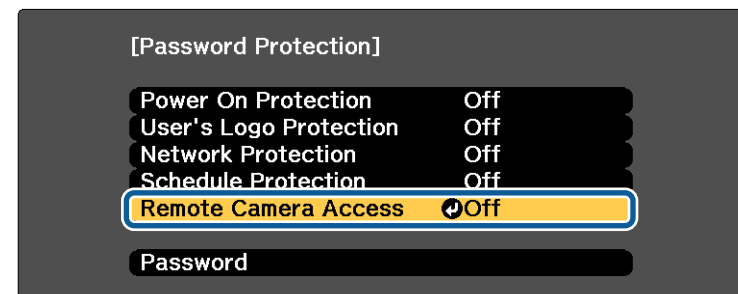 [Password Protection]
Power On Protection Off
User's Logo Protection Off
Network Protection Off
Schedule Protection Off
Remote Camera Access Off
Password